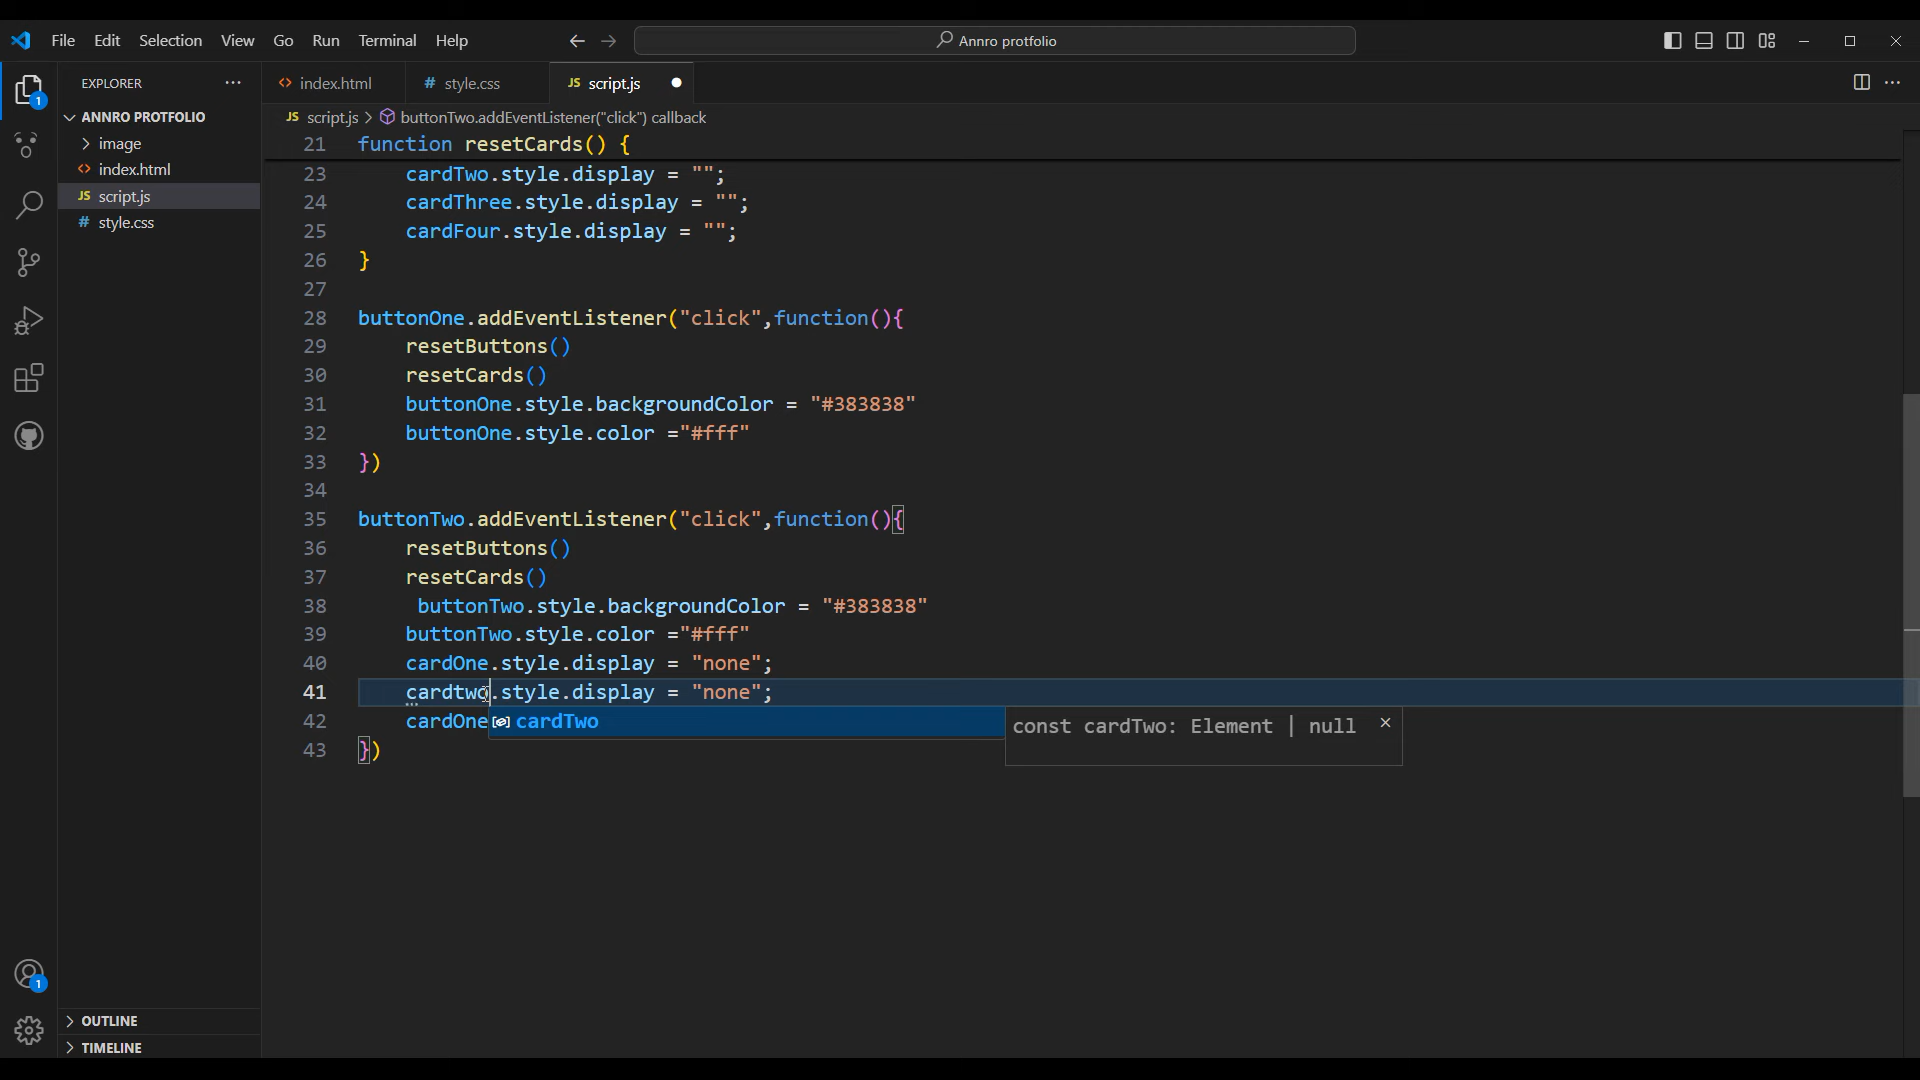 File Edit Selection View Go Run Terminal Help
Annro protfolio
EXPLORER
index.html
style.css
script.js
1
ANNRO PROTFOLIO
image
index.html
script.js
style.css
OUTLINE
TIMELINE
1
script.js > buttonTwo.addEventListener("click") callback
21 function resetCards() {
23 cardTwo.style.display = "";
24 cardThree.style.display = "";
25 cardFour.style.display = "";
26 }
27
28 buttonOne.addEventListener("click",function(){
29 resetButtons()
30 resetCards()
31 buttonOne.style.backgroundColor = "#383838"
32 buttonOne.style.color ="#fff"
33 })
34
35 buttonTwo.addEventListener("click",function(){
36 resetButtons()
37 resetCards()
38 buttonTwo.style.backgroundColor = "#383838"
39 buttonTwo.style.color ="#fff"
40 cardOne.style.display = "none";
41 cardtwo.style.display = "none";
42 cardOne
cardTwo
const cardTwo: Element | null
43 })